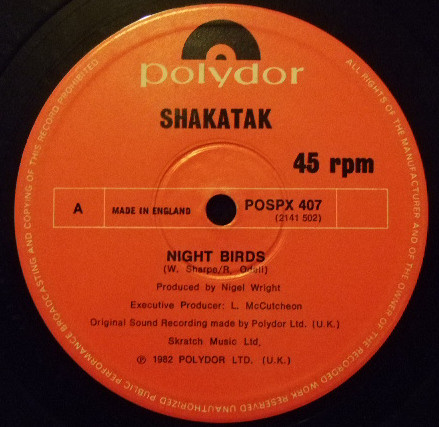 polydor
SHAKATAK
45 rpm
A
MADE IN ENGLAND
POSPX 407
(2141 502)
NIGHT BIRDS
(W. Sharpe/R. Odell)
Produced by Nigel Wright
Executive Producer: L. McCutcheon
Original Sound Recording made by Polydor Ltd. (U.K.)
Skratch Music Ltd.
℗ 1982 POLYDOR LTD. (U.K.)
ALL RIGHTS OF THE MANUFACTURER AND OF THE OWNER OF THE RECORDED WORK RESERVED UNAUTHORIZED PUBLIC PERFORMANCE BROADCASTING AND COPYING OF THIS RECORD PROHIBITED